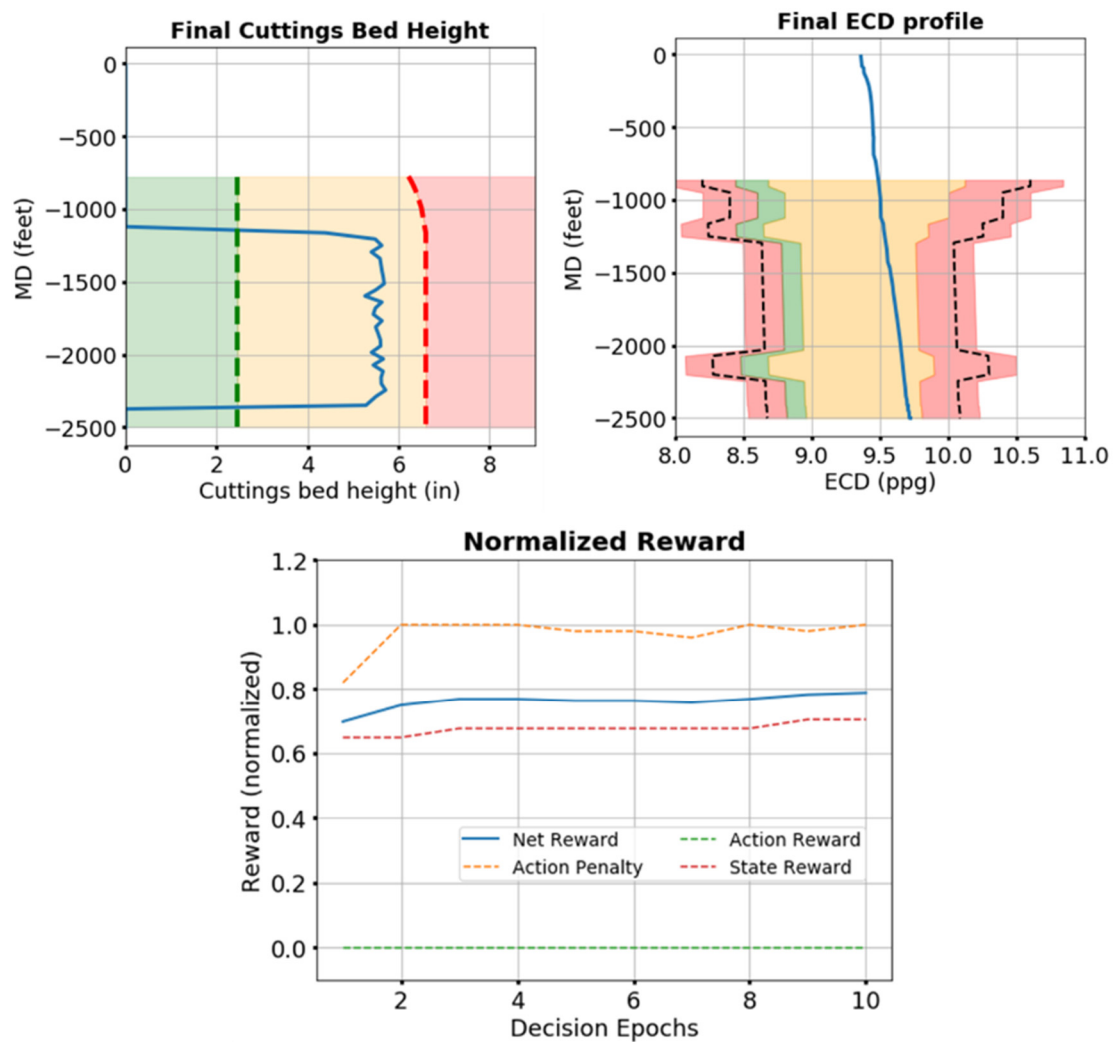 Final Cuttings Bed Height
0
−500
−1000
−1500
−2000
−2500
MD (feet)
0 2 4 6 8
Cuttings bed height (in)
Final ECD profile
0
−500
−1000
−1500
−2000
−2500
MD (feet)
8.0 8.5 9.0 9.5 10.0 10.5 11.0
ECD (ppg)
Normalized Reward
1.2
1.0
0.8
0.6
0.4
0.2
0.0
Reward (normalized)
Net Reward Action Reward
Action Penalty State Reward
2 4 6 8 10
Decision Epochs